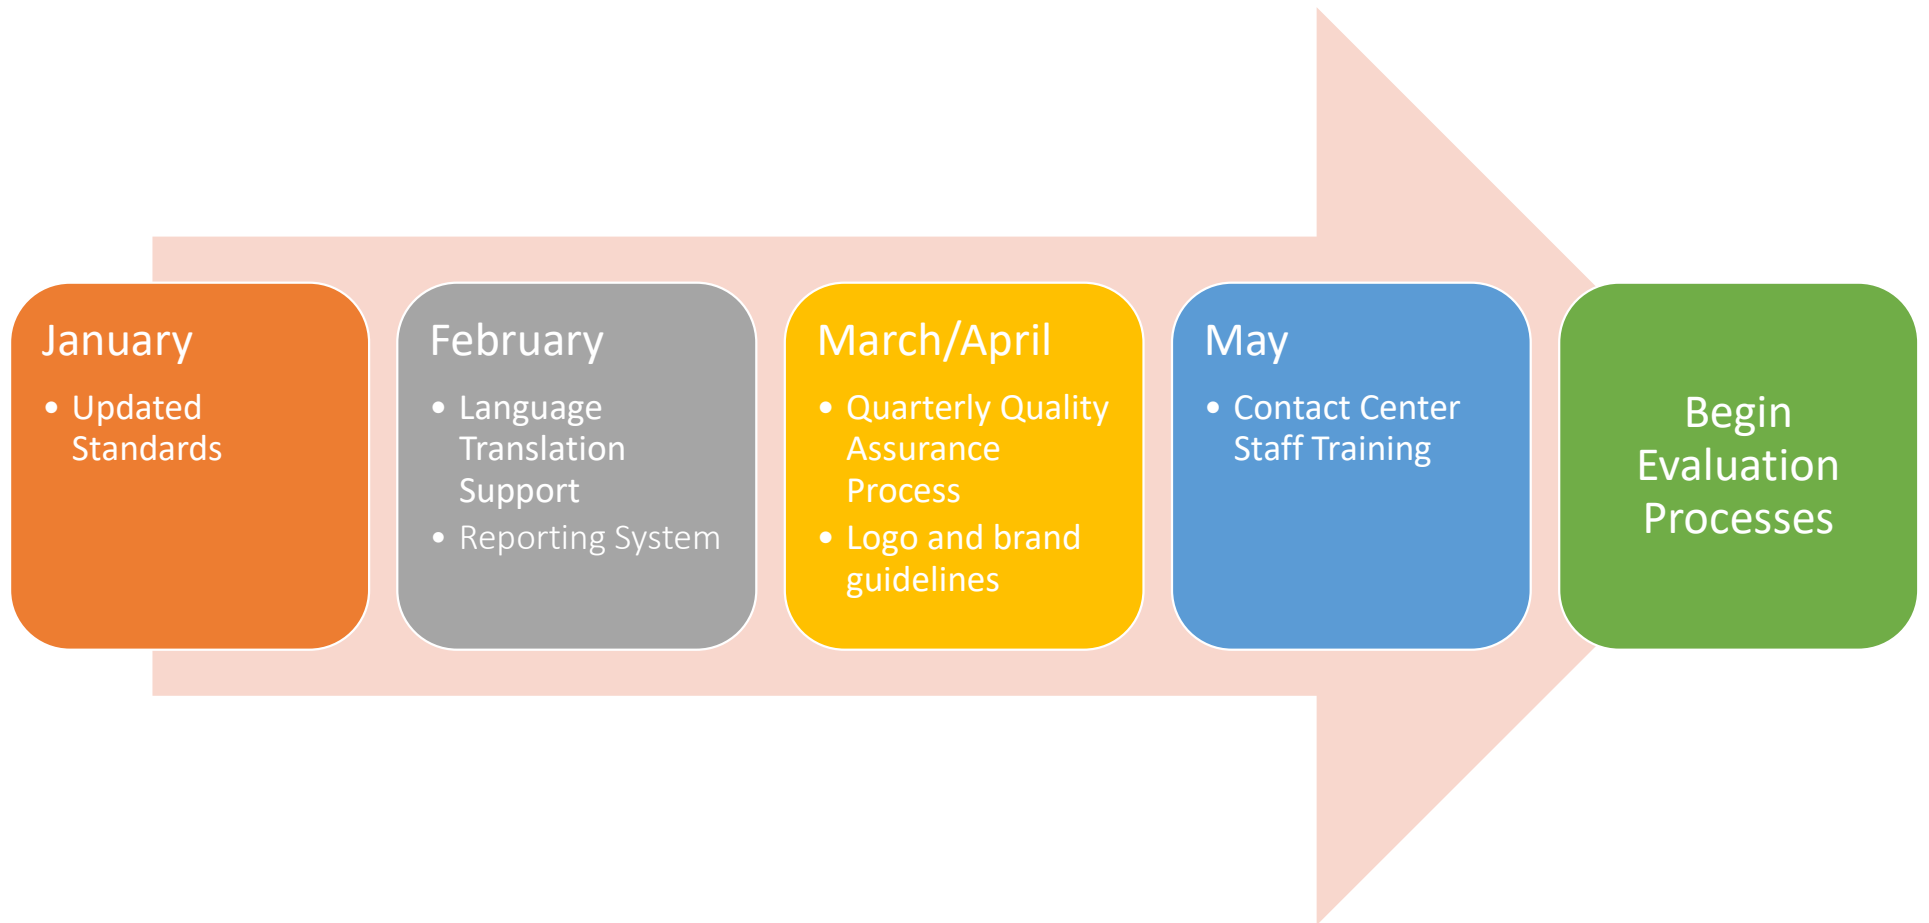 January
• Updated
Standards
February
• Language
Translation
Support
• Reporting System
March/April
• Quarterly Quality
Assurance
Process
• Logo and brand
guidelines
May
• Contact Center
Staff Training
Begin
Evaluation
Processes